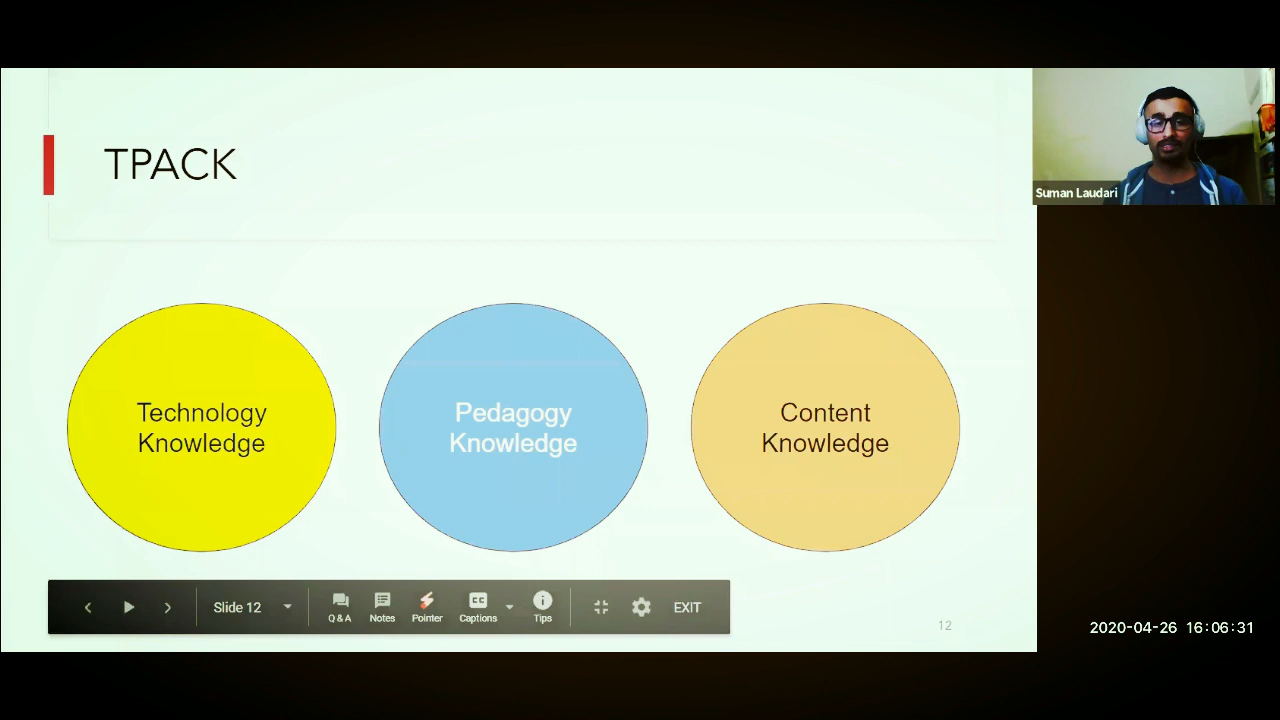 TPACK
Suman Laudari
Technology
Knowledge
Pedagogy
Knowledge
Content
Knowledge
Slide 12
Q & A
Notes
Pointer
CC
Captions
Tips
EXIT
12
2020-04-26 16:06:31